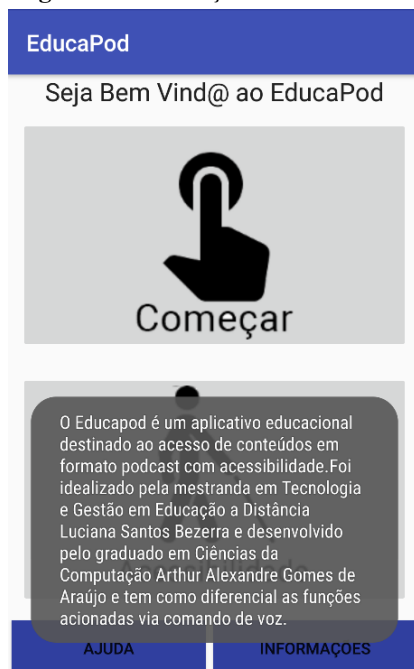 EducaPod
Seja Bem Vind@ ao EducaPod
Começar
O Educapod é um aplicativo educacional
destinado ao acesso de conteúdos em
formato podcast com acessibilidade.Foi
idealizado pela mestranda em Tecnologia
e Gestão em Educação a Distância
Luciana Santos Bezerra e desenvolvido
pelo graduado em Ciências da
Computação Arthur Alexandre Gomes de
Araújo e tem como diferencial as funções
acionadas via comando de voz.
Acessibilidade
AJUDA
INFORMAÇOES